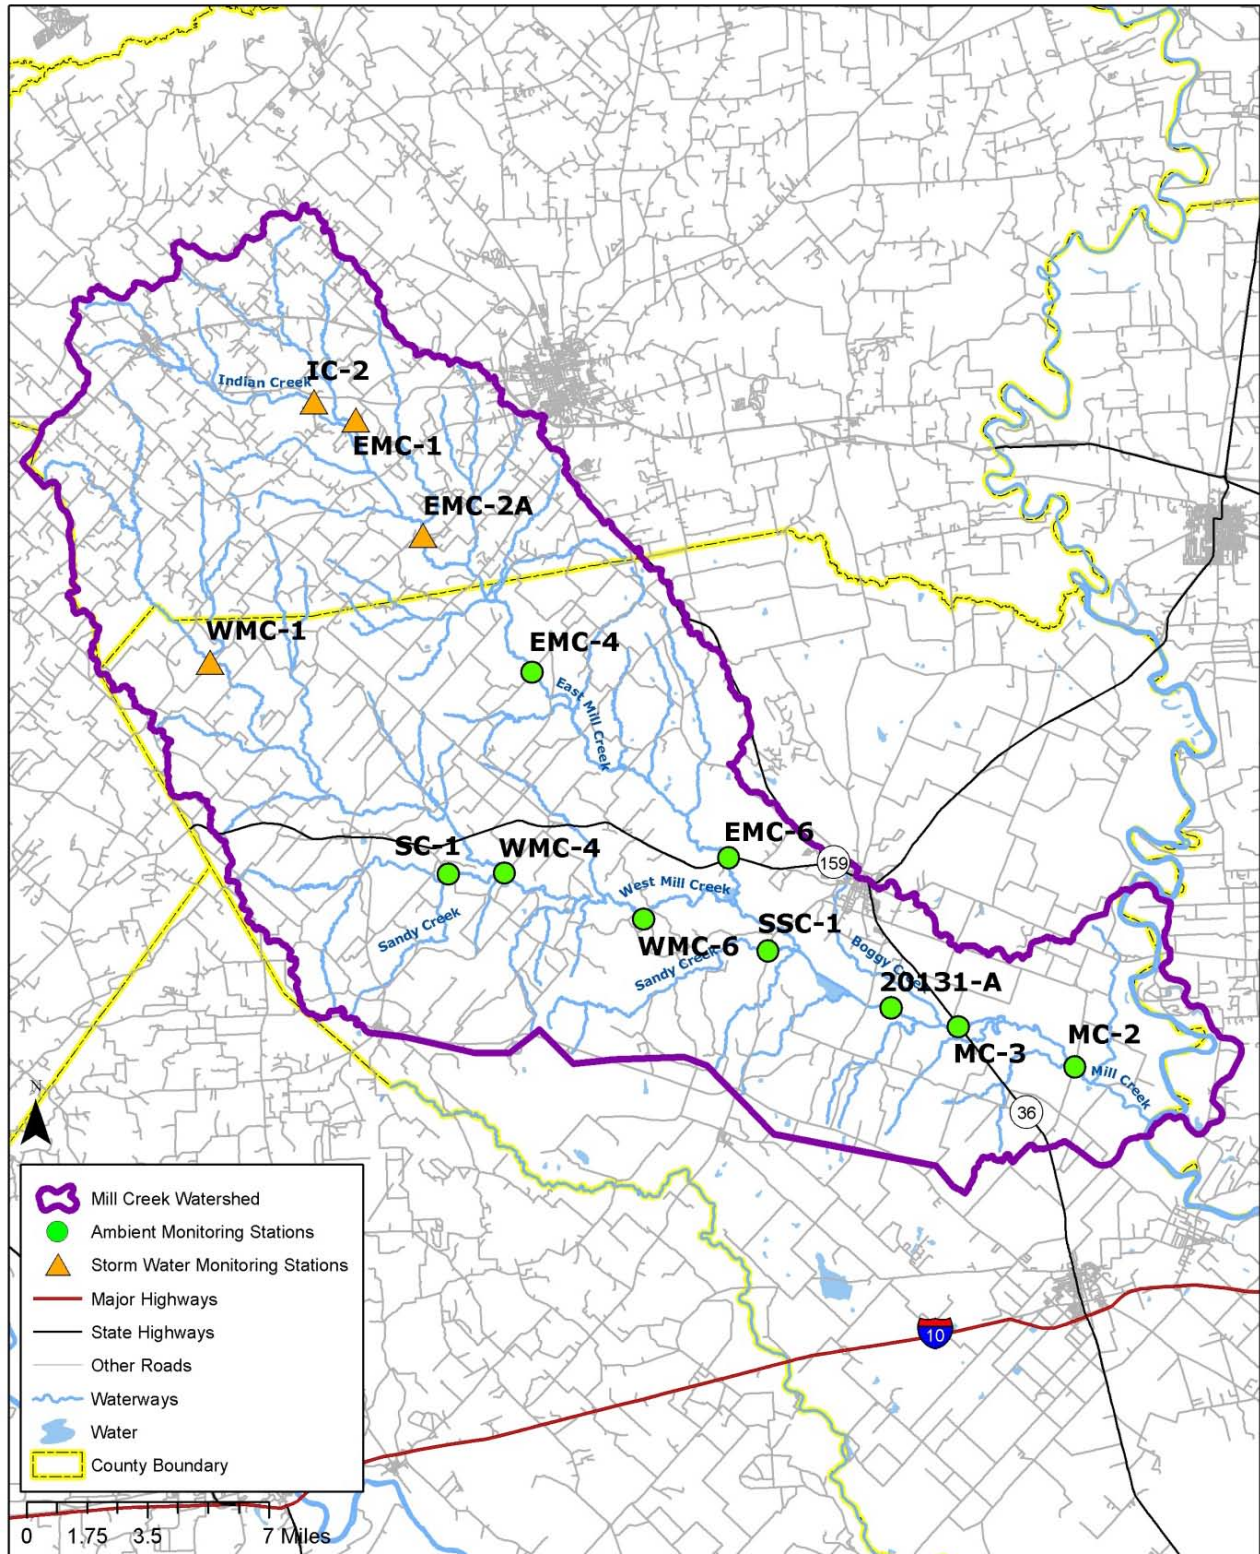 IC-2
Indian Creek
EMC-1
EMC-2A
WMC-1
EMC-4
East Mill Creek
EMC-6
SC-1
WMC-4
159
West Mill Creek
Sandy Creek
WMC-6
SSC-1
Sandy Creek
Boggy Creek
20131-A
MC-3
MC-2
Mill Creek
36
N
Mill Creek Watershed
Ambient Monitoring Stations
Storm Water Monitoring Stations
Major Highways
State Highways
Other Roads
Waterways
Water
County Boundary
10
0 1.75 3.5 7 Miles